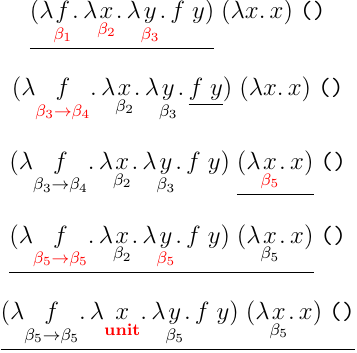 (λf. λx. λy. f y) (λx. x) ()
β₁ β₂ β₃
(λ f . λx. λy. f y) (λx. x) ()
β₃→β₄ β₂ β₃
(λ f . λx. λy. f y) (λx. x) ()
β₃→β₄ β₂ β₃ β₅
(λ f . λx. λy. f y) (λx. x) ()
β₅→β₅ β₂ β₅ β₅
(λ f . λ x . λy. f y) (λx. x) ()
β₅→β₅ unit β₅ β₅